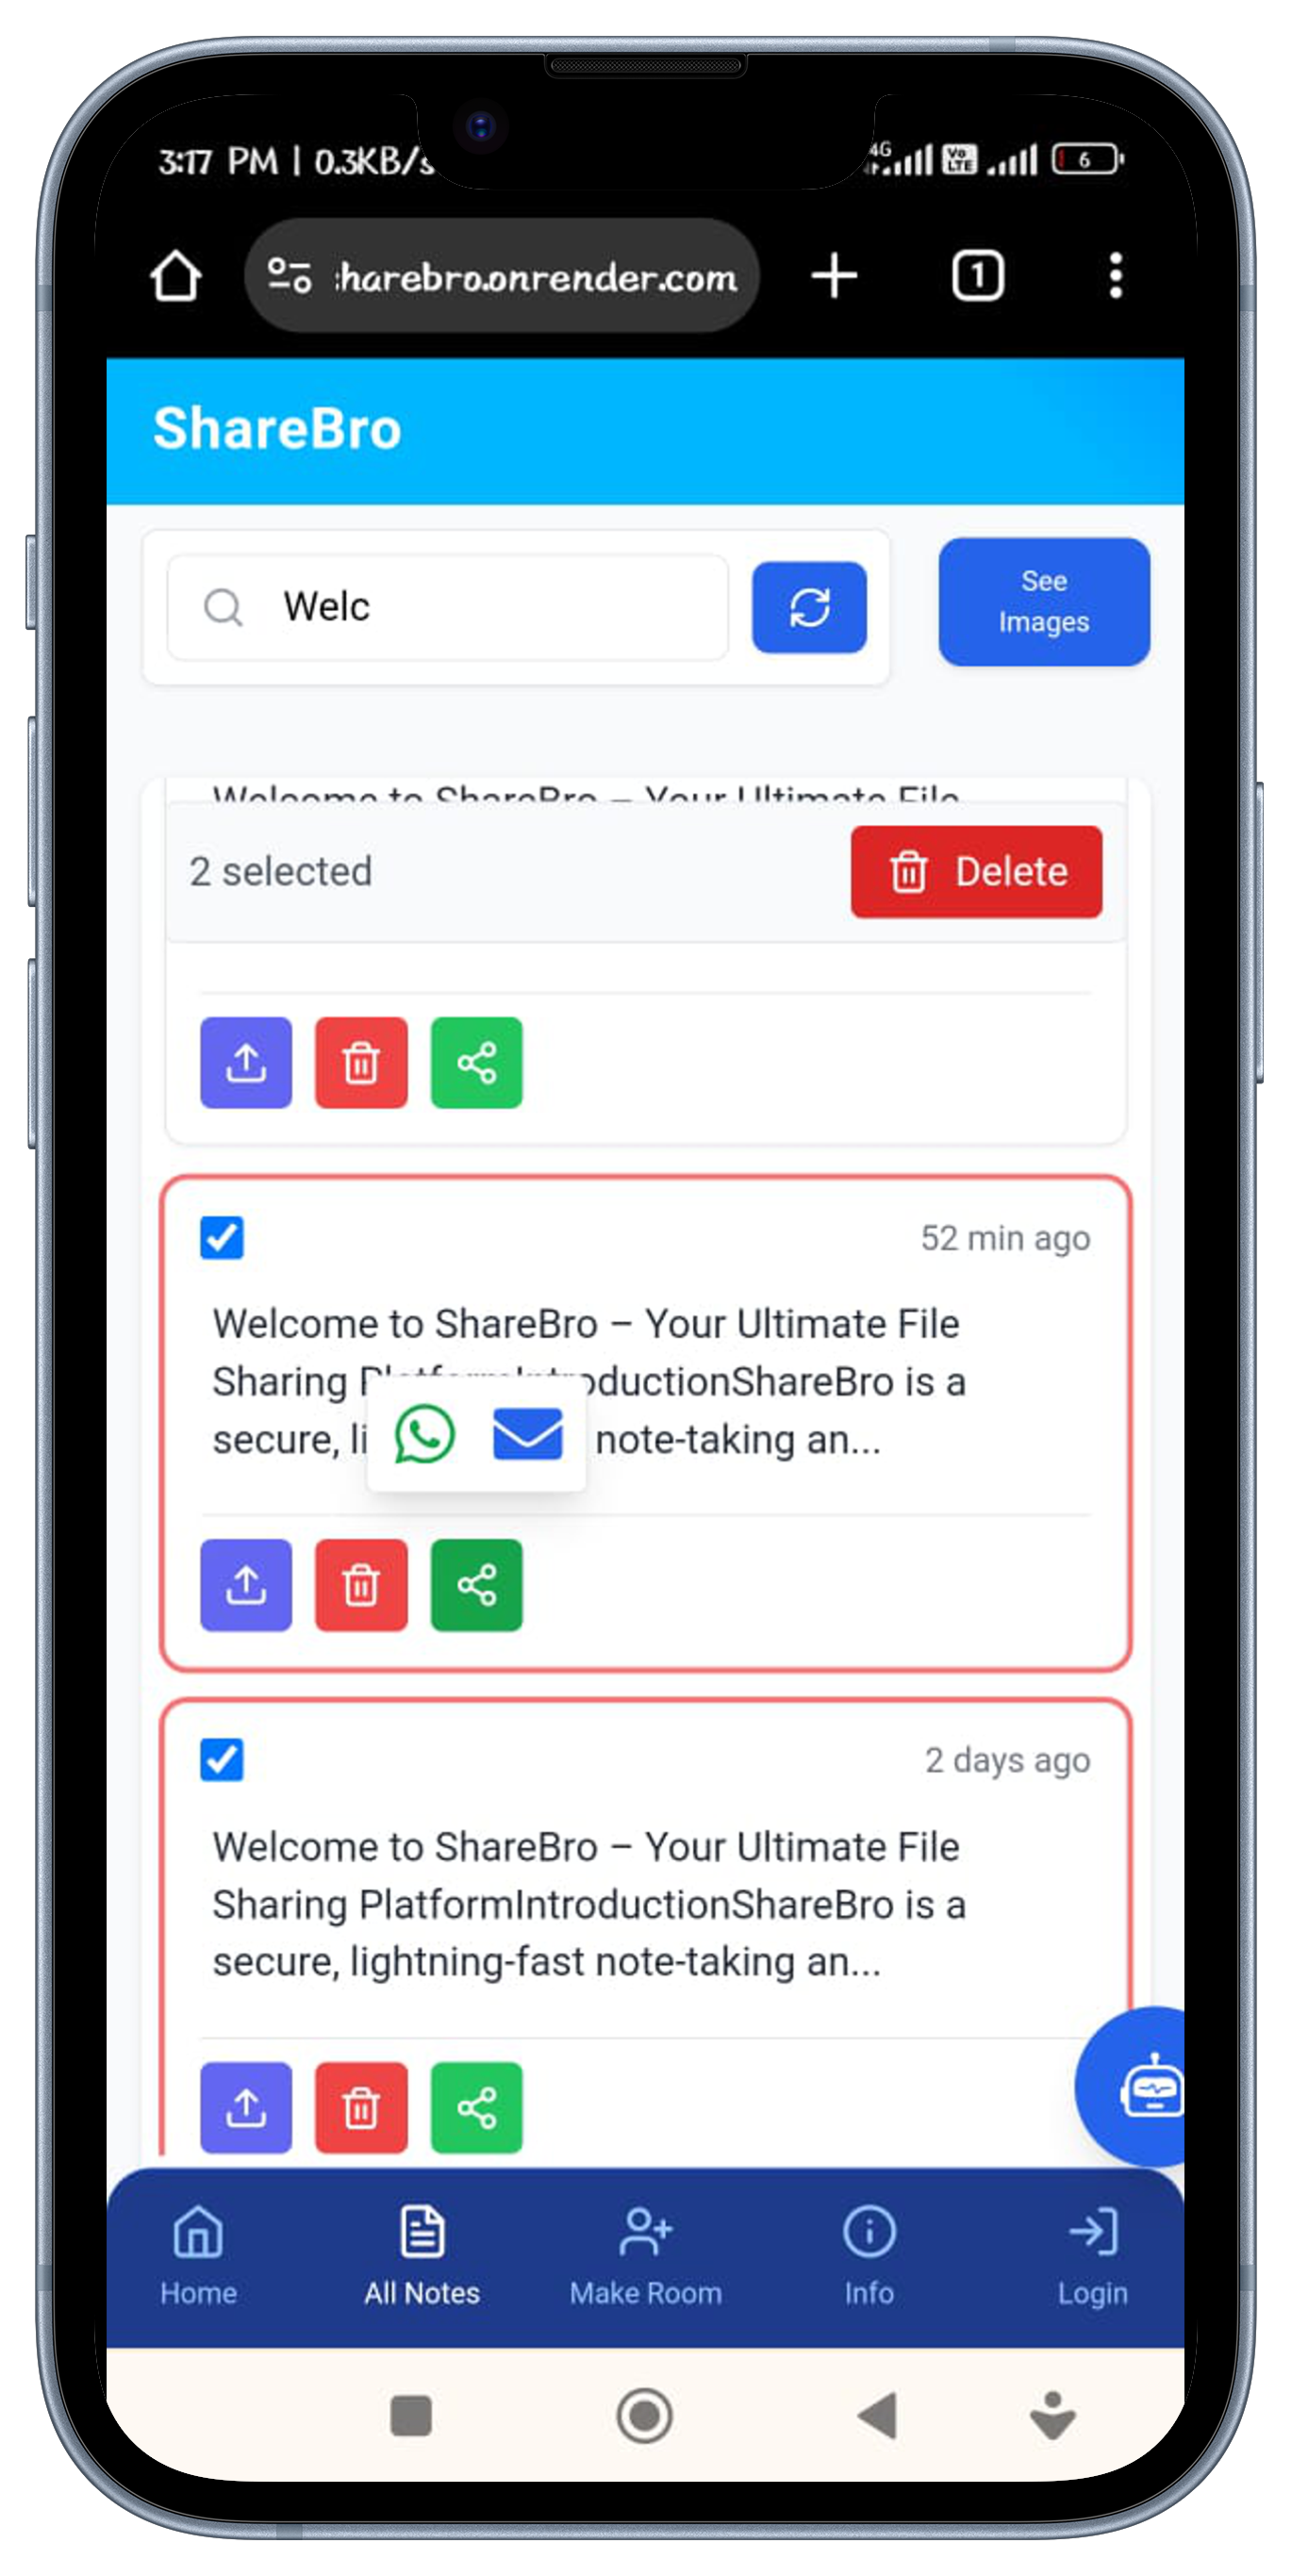 3:17 PM | 0.3KB/s
4G
Vo LTE
6
harebro.onrender.com
1
ShareBro
Welc
See
Images
Welcome to ShareBro – Your Ultimate File
2 selected
Delete
52 min ago
Welcome to ShareBro – Your Ultimate File
Sharing PlatformIntroductionShareBro is a
secure, li note-taking an...
2 days ago
Welcome to ShareBro – Your Ultimate File
Sharing PlatformIntroductionShareBro is a
secure, lightning-fast note-taking an...
Home
All Notes
Make Room
Info
Login